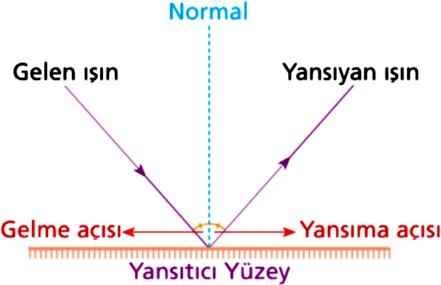 Normal
Gelen ışın
Yansıyan ışın
Gelme açısı
Yansıma açısı
Yansıtıcı Yüzey